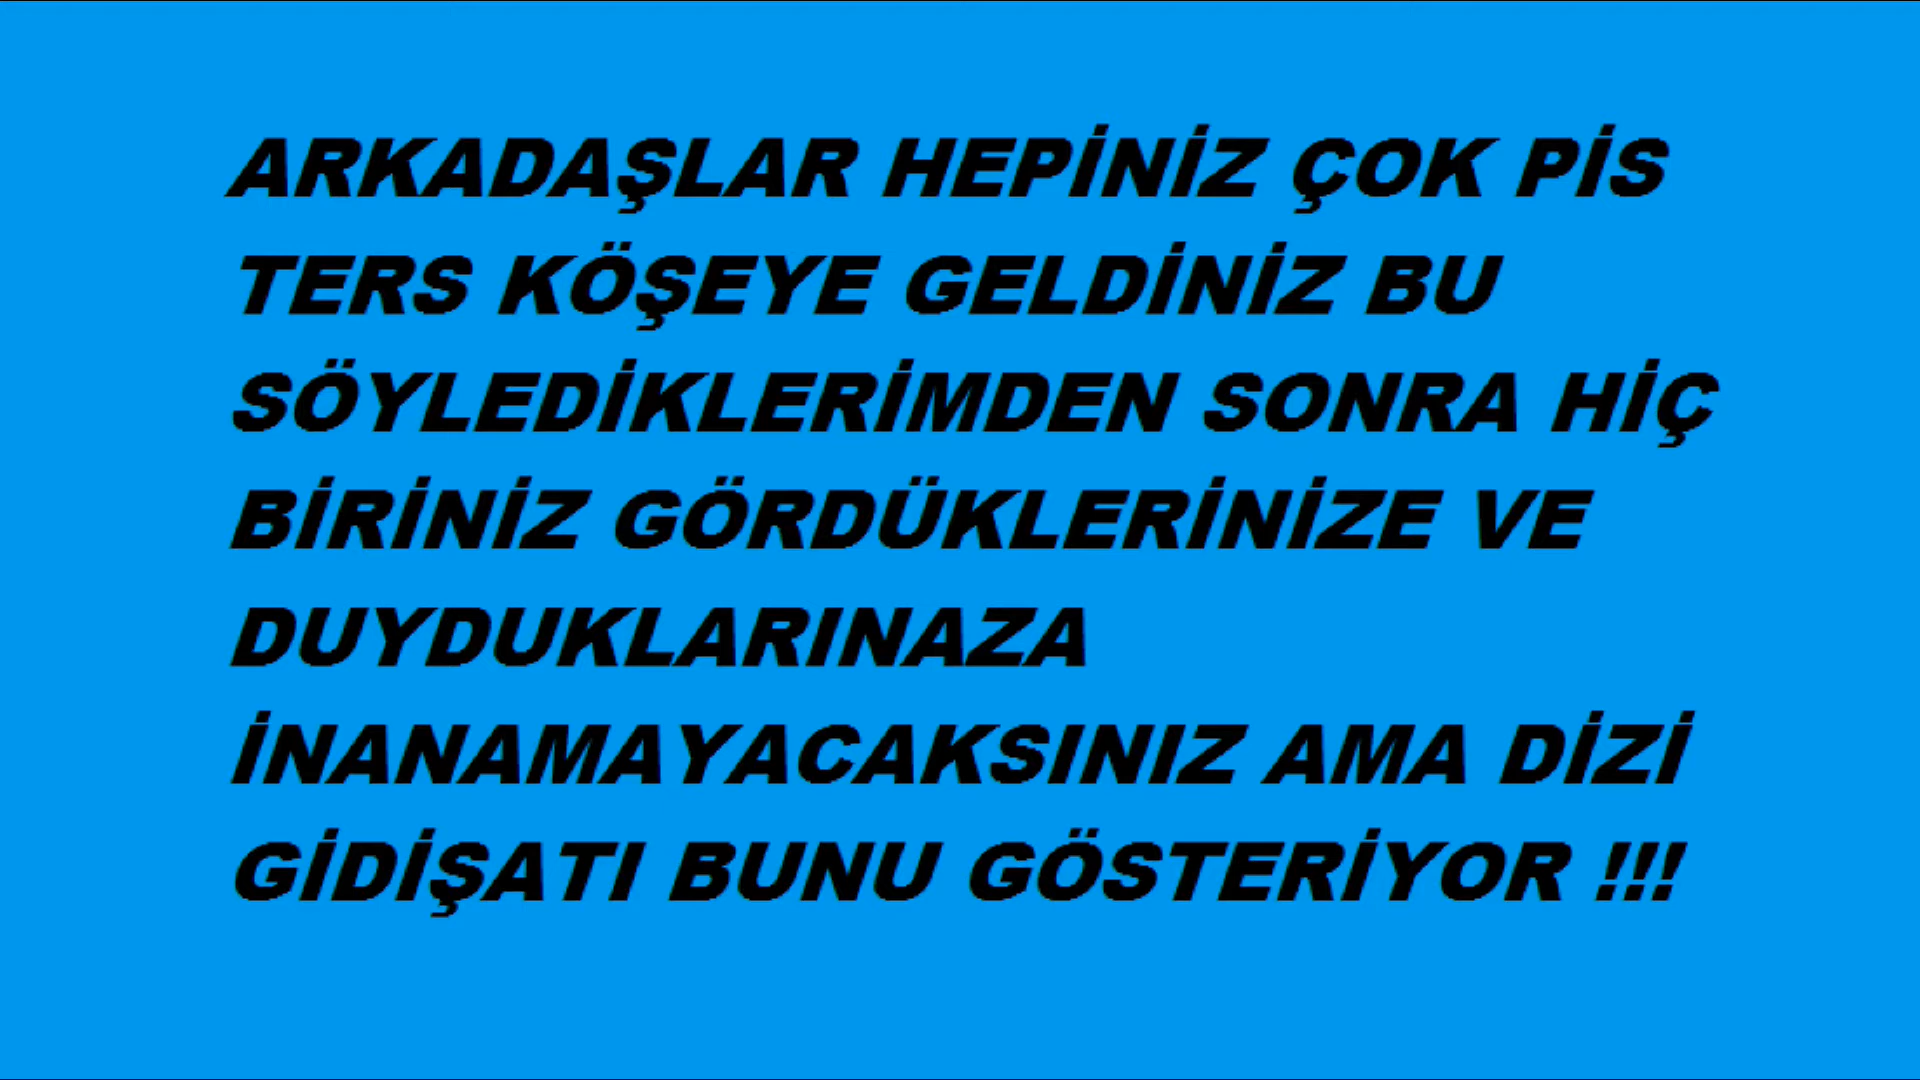 ARKADAŞLAR HEPİNİZ ÇOK PİS
TERS KÖŞEYE GELDİNİZ BU
SÖYLEDİKLERİMDEN SONRA HİÇ
BİRİNİZ GÖRDÜKLERİNİZE VE
DUYDUKLARINAZA
İNANAMAYACAKSINIZ AMA DİZİ
GİDİŞATI BUNU GÖSTERİYOR !!!